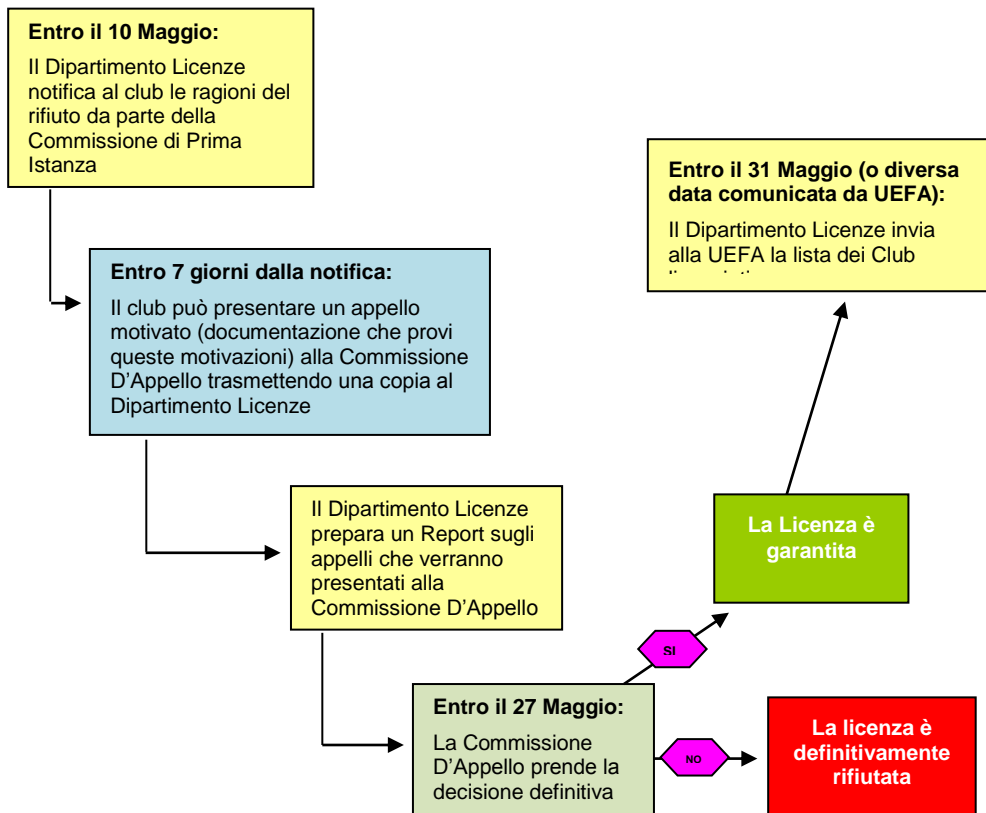 Entro il 10 Maggio:
Il Dipartimento Licenze
notifica al club le ragioni del
rifiuto da parte della
Commissione di Prima
Istanza
Entro 7 giorni dalla notifica:
Il club può presentare un appello
motivato (documentazione che provi
queste motivazioni) alla Commissione
D’Appello trasmettendo una copia al
Dipartimento Licenze
Il Dipartimento Licenze
prepara un Report sugli
appelli che verranno
presentati alla
Commissione D’Appello
Entro il 27 Maggio:
La Commissione
D’Appello prende la
decisione definitiva
SI
NO
La Licenza è
garantita
La licenza è
definitivamente
rifiutata
Entro il 31 Maggio (o diversa
data comunicata da UEFA):
Il Dipartimento Licenze invia
alla UEFA la lista dei Club